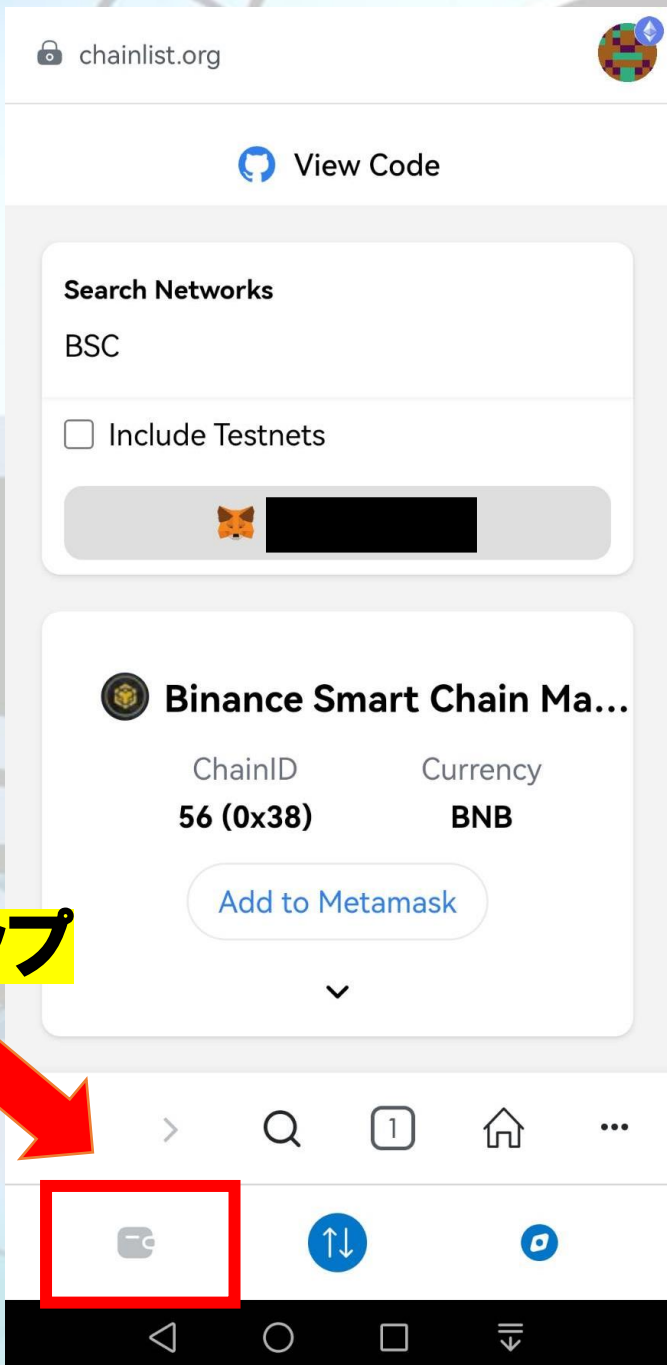 chainlist.org
View Code
Search Networks
BSC
Include Testnets
Binance Smart Chain Ma...
ChainID
Currency
56 (0x38)
BNB
Add to Metamask
プ
1